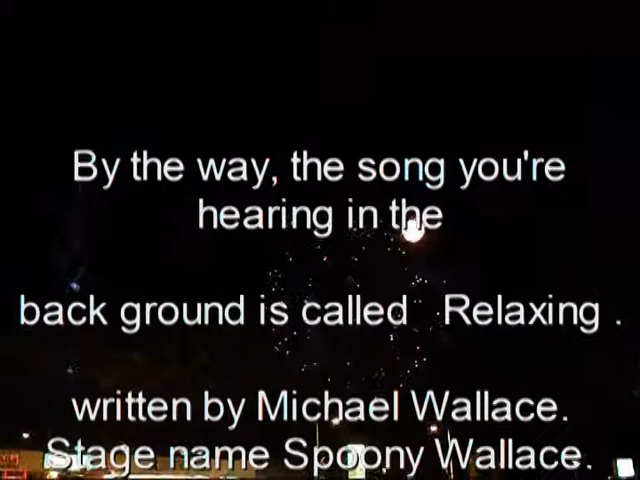 By the way, the song you're
hearing in the
back ground is called Relaxing .
written by Michael Wallace.
Stage name Spoony Wallace.